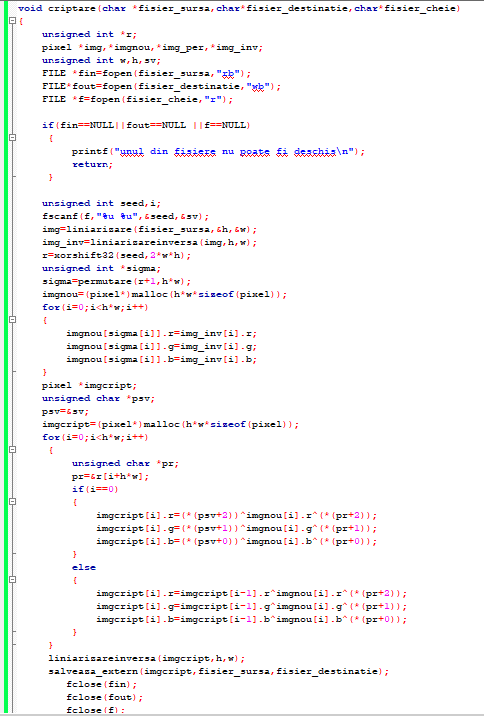 void criptare(char *fisier_sursa,char*fisier_destinatie,char*fisier_cheie)
{
unsigned int *r;
pixel *img,*imgnou,*img_per,*img_inv;
unsigned int w,h,sv;
FILE *fin=fopen(fisier_sursa,"rb");
FILE*fout=fopen(fisier_destinatie,"wb");
FILE *f=fopen(fisier_cheie,"r");
if(fin==NULL||fout==NULL ||f==NULL)
{
printf("unul din fisiere nu poate fi deschis\n");
return;
}
unsigned int seed,i;
fscanf(f,"%u %u",&seed,&sv);
img=liniarizare(fisier_sursa,&h,&w);
img_inv=liniarizareinversa(img,h,w);
r=xorshift32(seed,2*w*h);
unsigned int *sigma;
sigma=permutare(r+1,h*w);
imgnou=(pixel*)malloc(h*w*sizeof(pixel));
for(i=0;i<h*w;i++)
{
imgnou[sigma[i]].r=img_inv[i].r;
imgnou[sigma[i]].g=img_inv[i].g;
imgnou[sigma[i]].b=img_inv[i].b;
}
pixel *imgcript;
unsigned char *psv;
psv=&sv;
imgcript=(pixel*)malloc(h*w*sizeof(pixel));
for(i=0;i<h*w;i++)
{
unsigned char *pr;
pr=&r[i+h*w];
if(i==0)
{
imgcript[i].r=(*(psv+2))^imgnou[i].r^(*(pr+2));
imgcript[i].g=(*(psv+1))^imgnou[i].g^(*(pr+1));
imgcript[i].b=(*(psv+0))^imgnou[i].b^(*(pr+0));
}
else
{
imgcript[i].r=imgcript[i-1].r^imgnou[i].r^(*(pr+2));
imgcript[i].g=imgcript[i-1].g^imgnou[i].g^(*(pr+1));
imgcript[i].b=imgcript[i-1].b^imgnou[i].b^(*(pr+0));
}
}
liniarizareinversa(imgcript,h,w);
salveaza_extern(imgcript,fisier_sursa,fisier_destinatie);
fclose(fin);
fclose(fout);
fclose(f);